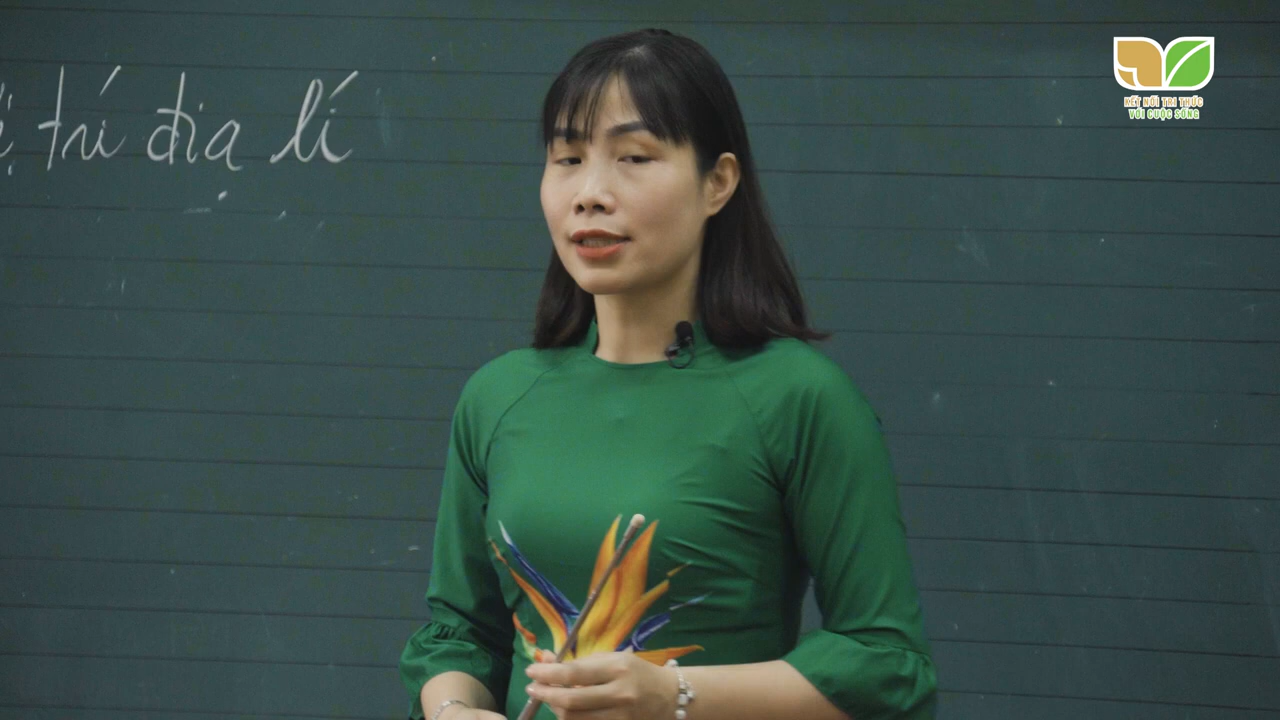 trí địa lí
KẾT NỐI TRI THỨC
VỚI CUỘC SỐNG